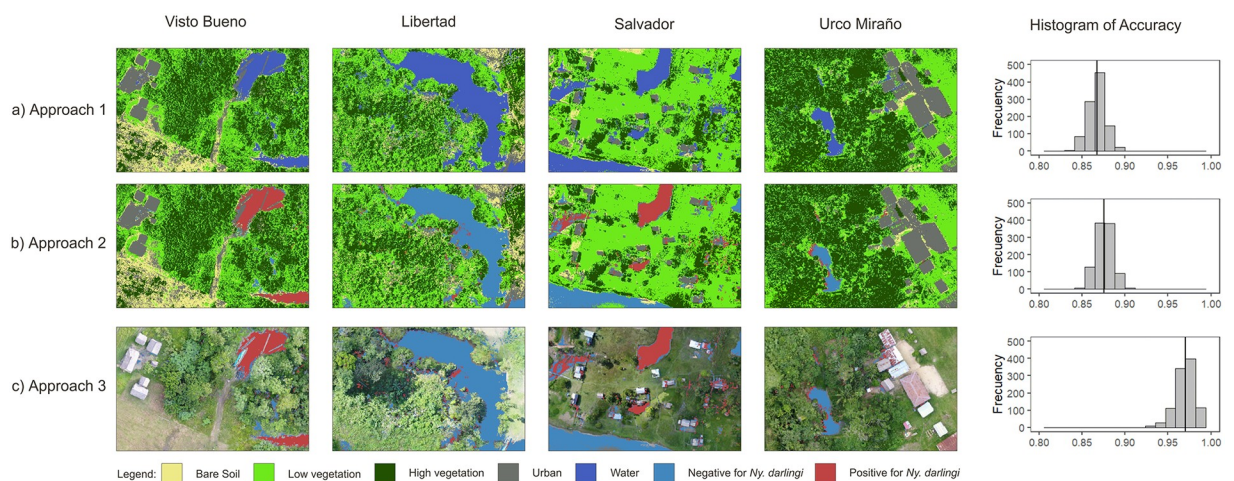 Visto Bueno Libertad Salvador Urco Miraño Histogram of Accuracy
a) Approach 1
Frecuency
500
400
300
200
100
0
0.80 0.85 0.90 0.95 1.00
b) Approach 2
Frecuency
500
400
300
200
100
0
0.80 0.85 0.90 0.95 1.00
c) Approach 3
Frecuency
500
400
300
200
100
0
0.80 0.85 0.90 0.95 1.00
Legend: Bare Soil Low vegetation High vegetation Urban Water Negative for Ny. darlingi Positive for Ny. darlingi